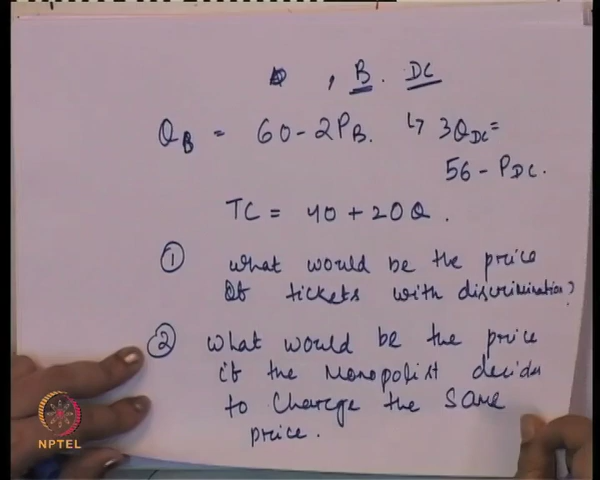 , B. DC
QB = 60-2PB. ↳ 3QDC=
56-PDC.
TC = 40+20Q.
① what would be the price
of tickets with discrimination?
② what would be the price
if the Monopolist decides
to charge the same
price.
NPTEL